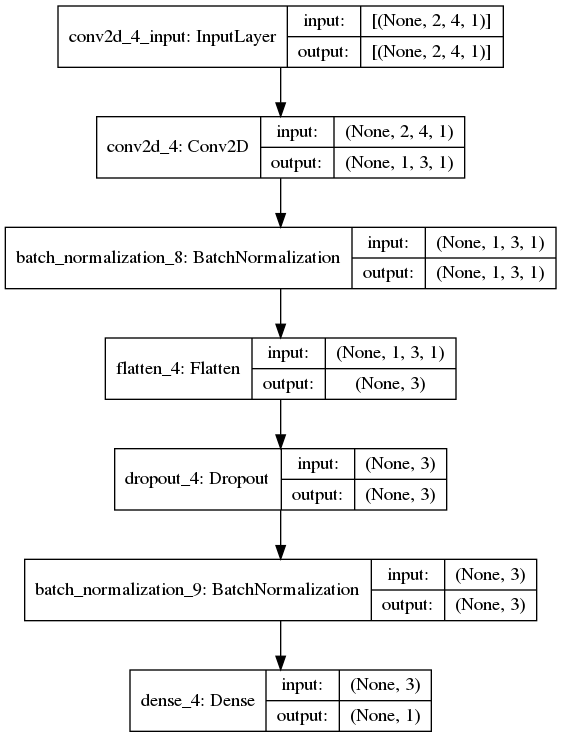 conv2d_4_input: InputLayer
input: [(None, 2, 4, 1)]
output: [(None, 2, 4, 1)]
conv2d_4: Conv2D
input: (None, 2, 4, 1)
output: (None, 1, 3, 1)
batch_normalization_8: BatchNormalization
input: (None, 1, 3, 1)
output: (None, 1, 3, 1)
flatten_4: Flatten
input: (None, 1, 3, 1)
output: (None, 3)
dropout_4: Dropout
input: (None, 3)
output: (None, 3)
batch_normalization_9: BatchNormalization
input: (None, 3)
output: (None, 3)
dense_4: Dense
input: (None, 3)
output: (None, 1)